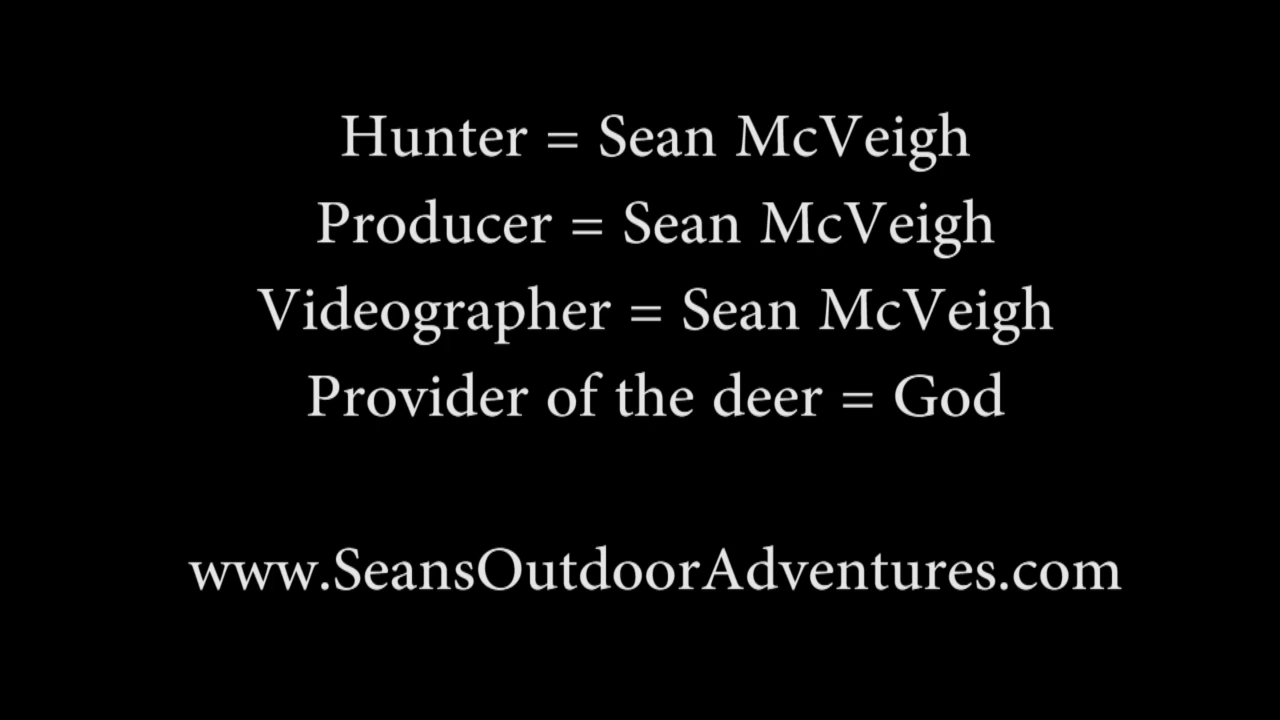 Hunter = Sean McVeigh
Producer = Sean McVeigh
Videographer = Sean McVeigh
Provider of the deer = God
www.SeansOutdoorAdventures.com